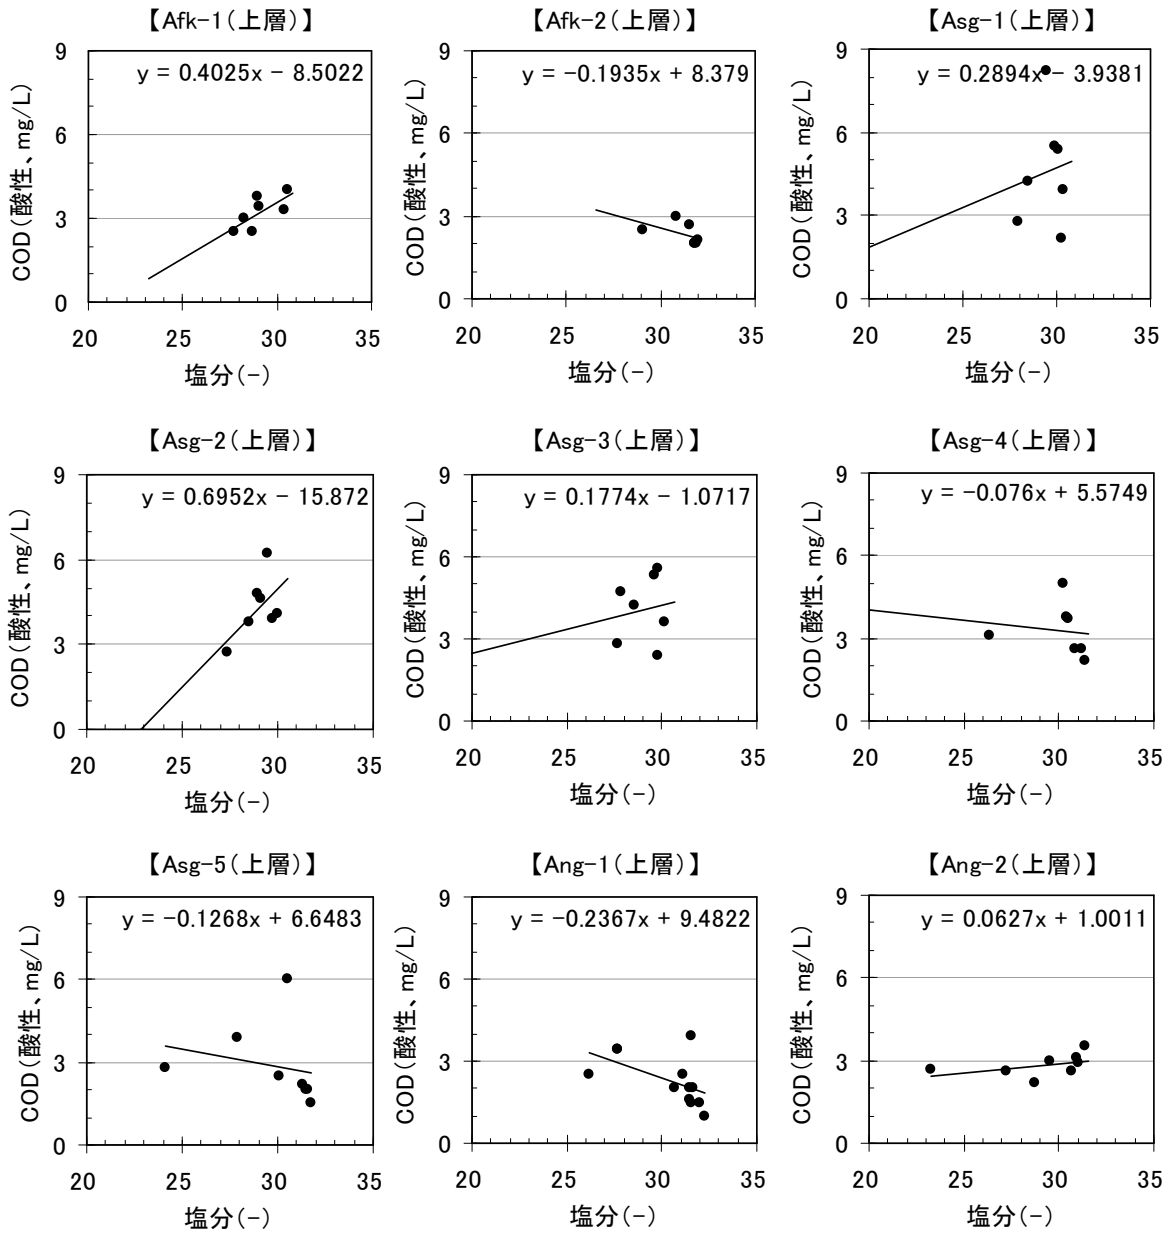 【Afk-1(上層)】
y = 0.4025x - 8.5022
COD(酸性、mg/L)
9
6
3
0
20 25 30 35
塩分(-)
【Afk-2(上層)】
y = -0.1935x + 8.379
COD(酸性、mg/L)
9
6
3
0
20 25 30 35
塩分(-)
【Asg-1(上層)】
y = 0.2894x - 3.9381
COD(酸性、mg/L)
9
6
3
0
20 25 30 35
塩分(-)
【Asg-2(上層)】
y = 0.6952x - 15.872
COD(酸性、mg/L)
9
6
3
0
20 25 30 35
塩分(-)
【Asg-3(上層)】
y = 0.1774x - 1.0717
COD(酸性、mg/L)
9
6
3
0
20 25 30 35
塩分(-)
【Asg-4(上層)】
y = -0.076x + 5.5749
COD(酸性、mg/L)
9
6
3
0
20 25 30 35
塩分(-)
【Asg-5(上層)】
y = -0.1268x + 6.6483
COD(酸性、mg/L)
9
6
3
0
20 25 30 35
塩分(-)
【Ang-1(上層)】
y = -0.2367x + 9.4822
COD(酸性、mg/L)
9
6
3
0
20 25 30 35
塩分(-)
【Ang-2(上層)】
y = 0.0627x + 1.0011
COD(酸性、mg/L)
9
6
3
0
20 25 30 35
塩分(-)